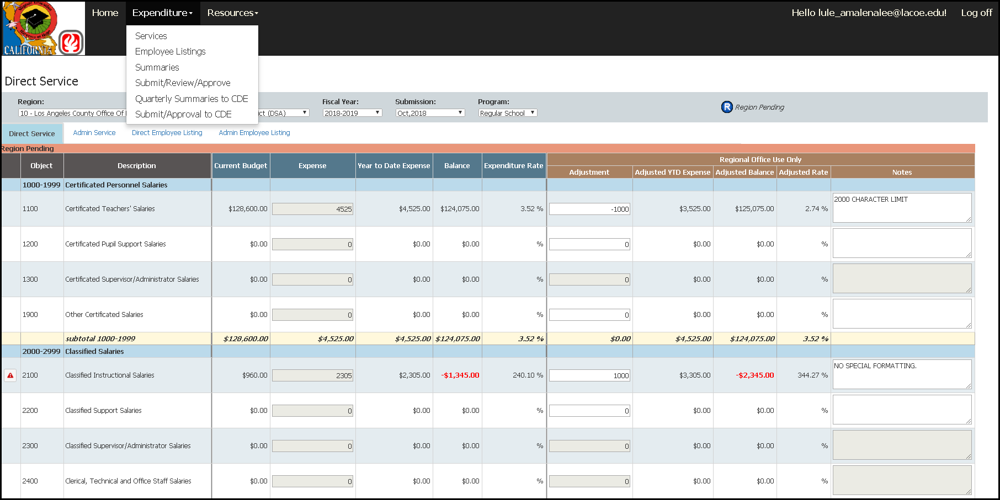 Migrant Education
Harvests of Hope
CALIFORNIA
Home Expenditure Resources Hello lule_amalenalee@lacoe.edu! Log off
Services
Employee Listings
Summaries
Submit/Review/Approve
Quarterly Summaries to CDE
Submit/Approval to CDE
Direct Service
Region: Fiscal Year: Submission: Program:
10 - Los Angeles County Office Of (DSA) 2018-2019 Oct,2018 Regular School
R Region Pending
Direct Service Admin Service Direct Employee Listing Admin Employee Listing
Region Pending
Regional Office Use Only
Object Description Current Budget Expense Year to Date Expense Balance Expenditure Rate Adjustment Adjusted YTD Expense Adjusted Balance Adjusted Rate Notes
1000-1999 Certificated Personnel Salaries
1100 Certificated Teachers' Salaries $128,600.00 4525 $4,525.00 $124,075.00 3.52 % -1000 $3,525.00 $125,075.00 2.74 % 2000 CHARACTER LIMIT
1200 Certificated Pupil Support Salaries $0.00 0 $0.00 $0.00 % 0 $0.00 $0.00 %
1300 Certificated Supervisor/Administrator Salaries $0.00 0 $0.00 $0.00 % 0 $0.00 $0.00 %
1900 Other Certificated Salaries $0.00 0 $0.00 $0.00 % 0 $0.00 $0.00 %
subtotal 1000-1999 $128,600.00 $4,525.00 $4,525.00 $124,075.00 3.52 % $0.00 $4,525.00 $124,075.00 3.52 %
2000-2999 Classified Salaries
2100 Classified Instructional Salaries $960.00 2305 $2,305.00 -$1,345.00 240.10 % 1000 $3,305.00 -$2,345.00 344.27 % NO SPECIAL FORMATTING.
2200 Classified Support Salaries $0.00 0 $0.00 $0.00 % 0 $0.00 $0.00 %
2300 Classified Supervisor/Administrator Salaries $0.00 0 $0.00 $0.00 % 0 $0.00 $0.00 %
2400 Clerical, Technical and Office Staff Salaries $0.00 0 $0.00 $0.00 % 0 $0.00 $0.00 %